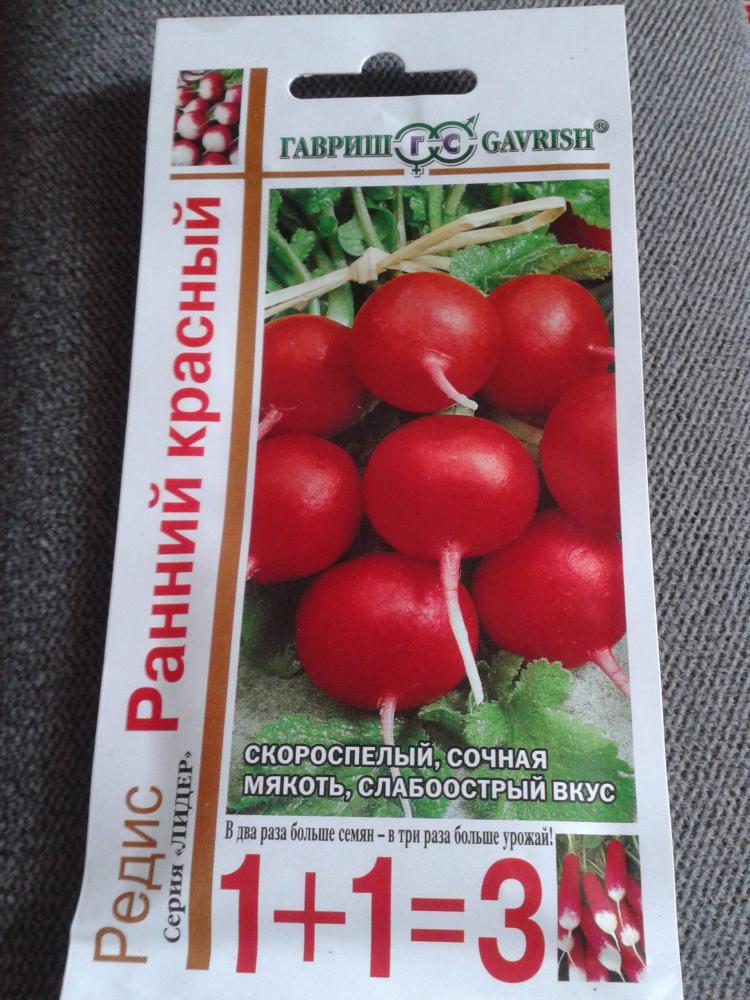 ГАВРИШ ГС GAVRISH®
Редис Ранний красный
Серия «ЛИДЕР»
СКОРОСПЕЛЫЙ, СОЧНАЯ
МЯКОТЬ, СЛАБООСТРЫЙ ВКУС
В два раза больше семян – в три раза больше урожай!
1+1=3